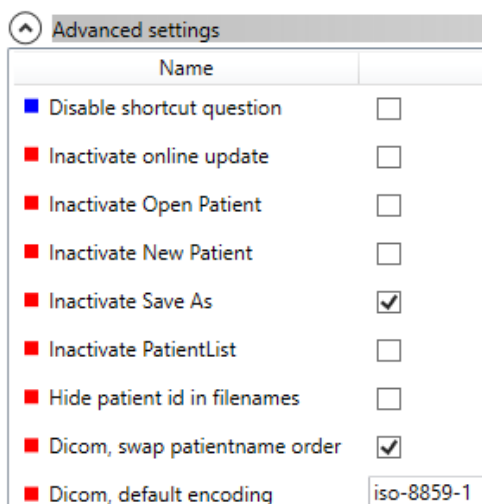 Advanced settings
Name
Disable shortcut question
Inactivate online update
Inactivate Open Patient
Inactivate New Patient
Inactivate Save As
Inactivate PatientList
Hide patient id in filenames
Dicom, swap patientname order
Dicom, default encoding iso-8859-1